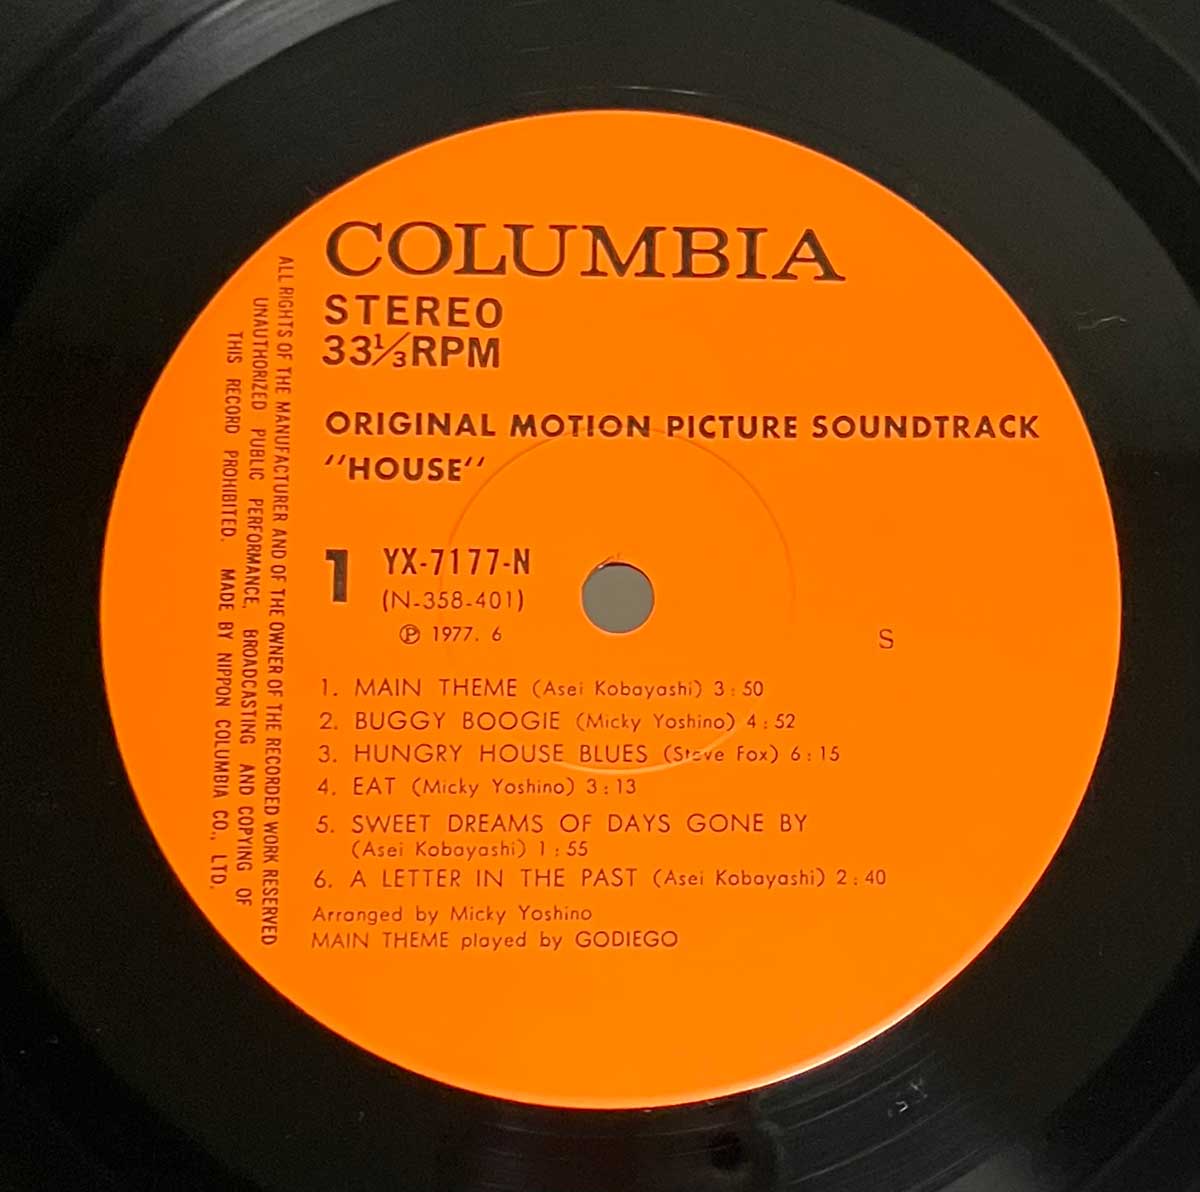 COLUMBIA
STEREO
33⅓RPM
ORIGINAL MOTION PICTURE SOUNDTRACK
"HOUSE"
1 YX-7177-N
(N-358-401)
Ⓟ 1977. 6
S
1. MAIN THEME (Asei Kobayashi) 3:50
2. BUGGY BOOGIE (Micky Yoshino) 4:52
3. HUNGRY HOUSE BLUES (Steve Fox) 6:15
4. EAT (Micky Yoshino) 3:13
5. SWEET DREAMS OF DAYS GONE BY
(Asei Kobayashi) 1:55
6. A LETTER IN THE PAST (Asei Kobayashi) 2:40
Arranged by Micky Yoshino
MAIN THEME played by GODIEGO
ALL RIGHTS OF THE MANUFACTURER AND OF THE OWNER OF THE RECORDED WORK RESERVED
UNAUTHORIZED PUBLIC PERFORMANCE, BROADCASTING AND COPYING OF
THIS RECORD PROHIBITED. MADE BY NIPPON COLUMBIA CO., LTD.